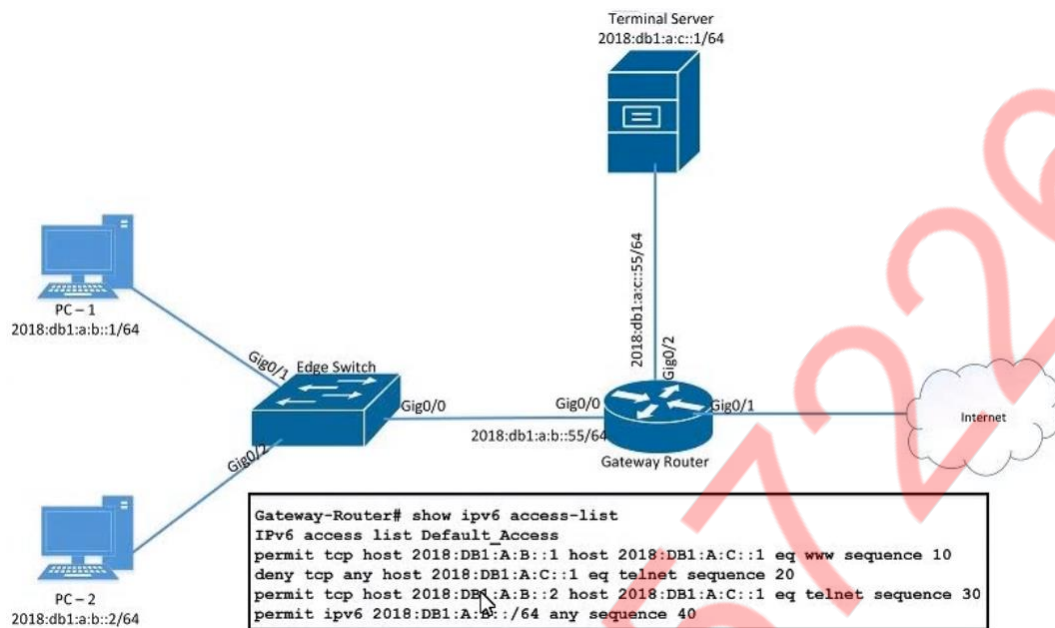 Terminal Server
2018:db1:a:c::1/64
2018:db1:a:c::55/64
Gig0/2
PC – 1
2018:db1:a:b::1/64
Gig0/1
Edge Switch
Gig0/0
Gig0/0
Gig0/1
Internet
2018:db1:a:b::55/64
Gateway Router
Gig0/2
PC – 2
2018:db1:a:b::2/64
Gateway-Router# show ipv6 access-list
IPv6 access list Default_Access
permit tcp host 2018:DB1:A:B::1 host 2018:DB1:A:C::1 eq www sequence 10
deny tcp any host 2018:DB1:A:C::1 eq telnet sequence 20
permit tcp host 2018:DB1:A:B::2 host 2018:DB1:A:C::1 eq telnet sequence 30
permit ipv6 2018:DB1:A:B::/64 any sequence 40